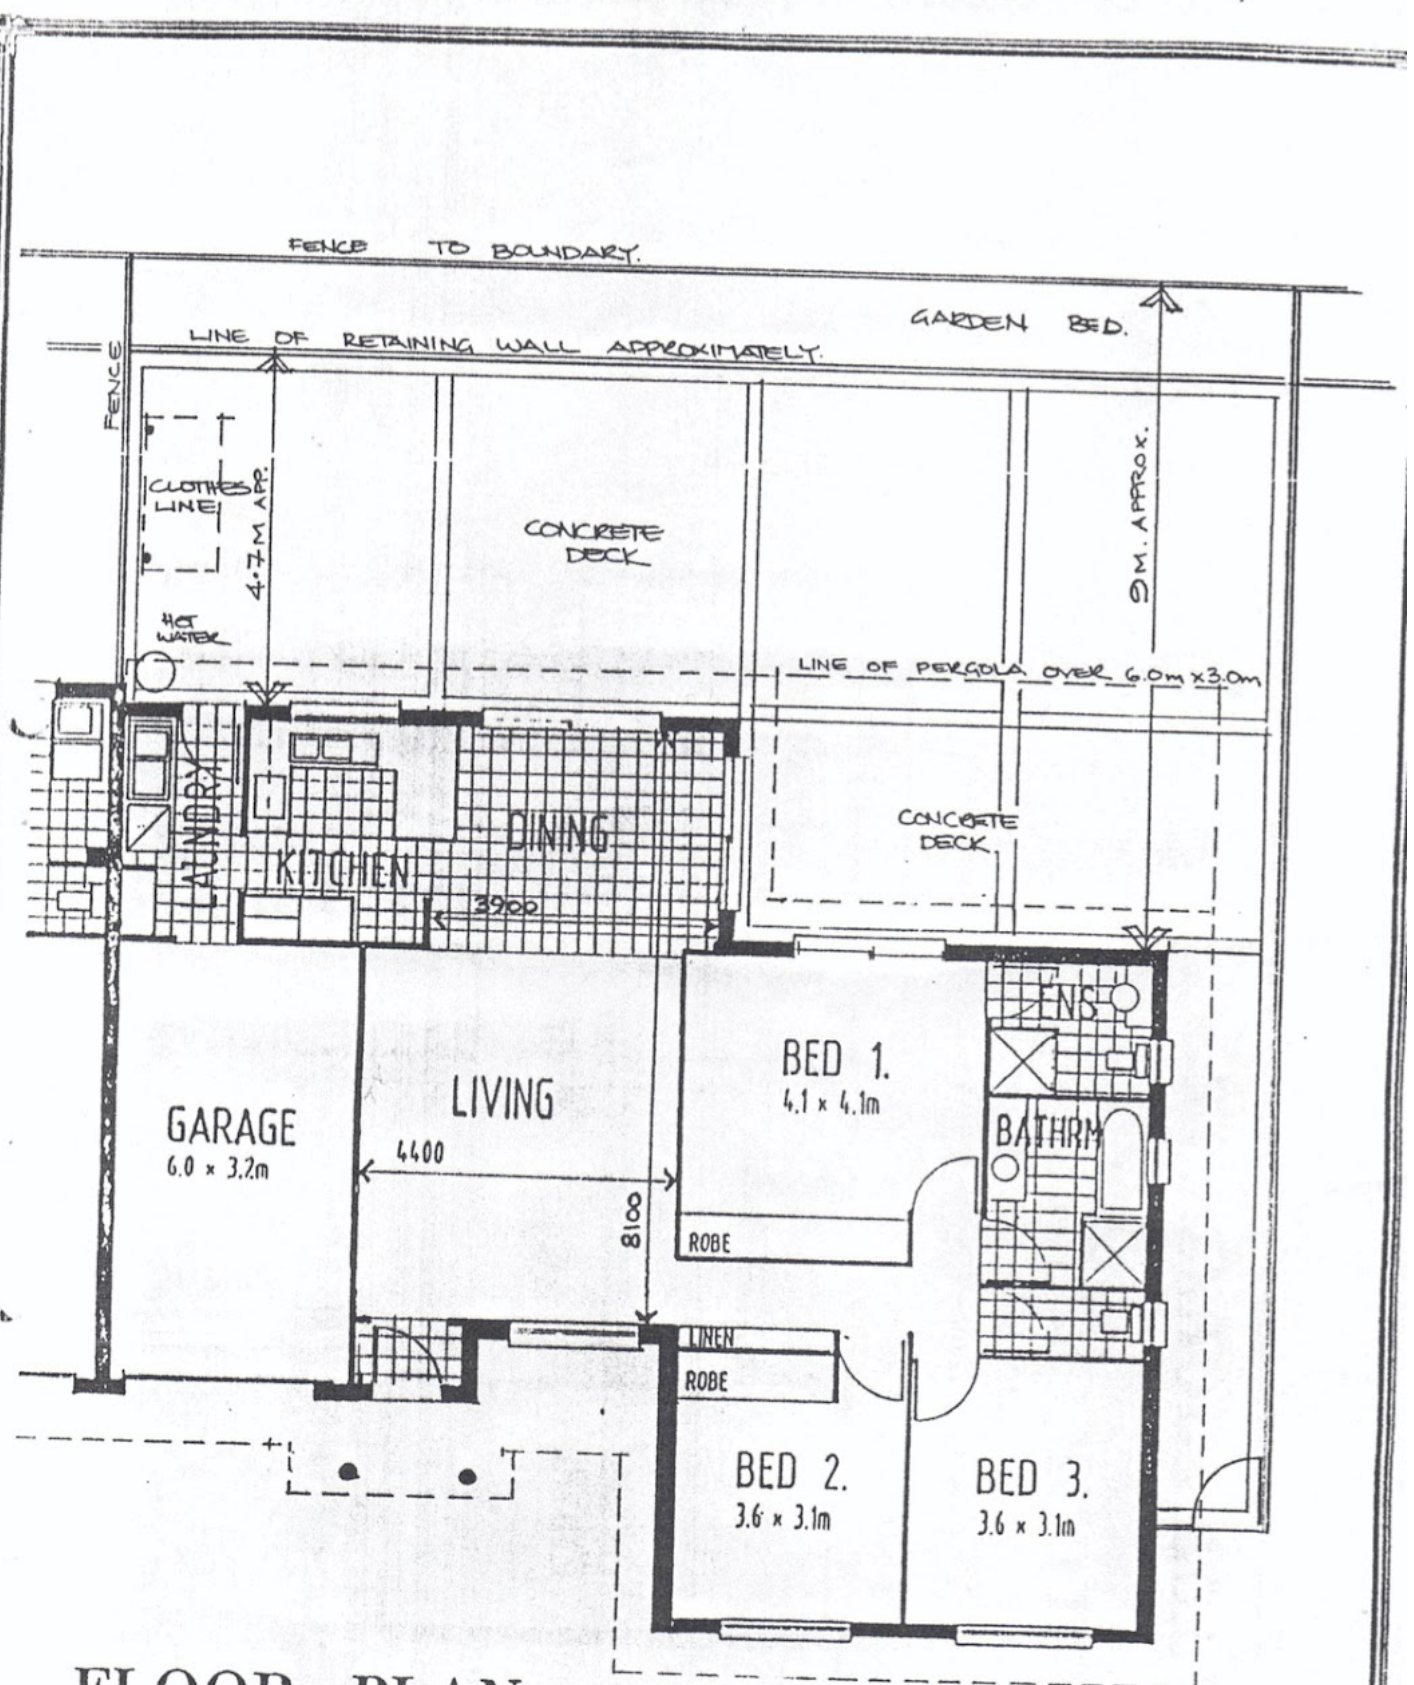 FENCE TO BOUNDARY.
GARDEN BED.
LINE OF RETAINING WALL APPROXIMATELY.
FENCE
CLOTHES
LINE
4.7M APP.
CONCRETE
DECK
9M. APPROX.
HOT
WATER
LINE OF PERGOLA OVER 6.0m x 3.0m
LAUNDRY
KITCHEN
DINING
3900
CONCRETE
DECK
ENS
BED 1.
4.1 x 4.1m
LIVING
GARAGE
6.0 x 3.2m
4400
BATHRM
8100
ROBE
LINEN
ROBE
BED 2.
3.6 x 3.1m
BED 3.
3.6 x 3.1m
FLOOR PLAN